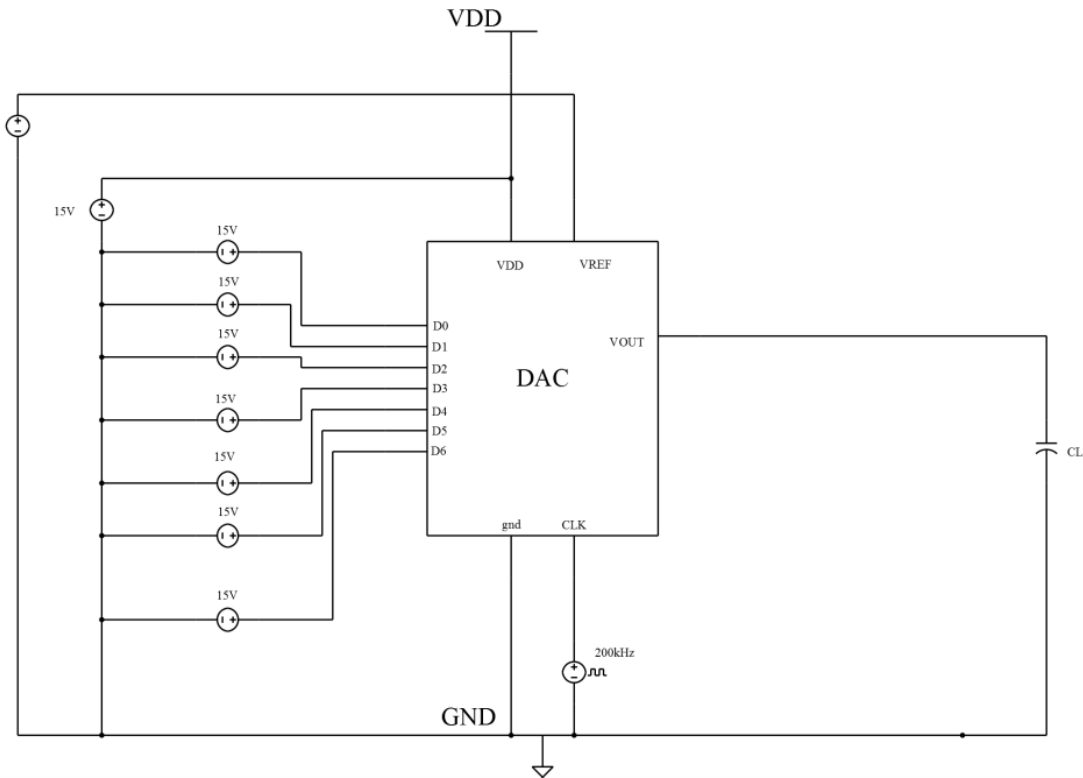 VDD
15V
15V
VDD VREF
15V
D0
15V
D1
VOUT
D2
DAC
D3
15V
D4
D5
D6
15V
CL
15V
gnd CLK
15V
200kHz
GND